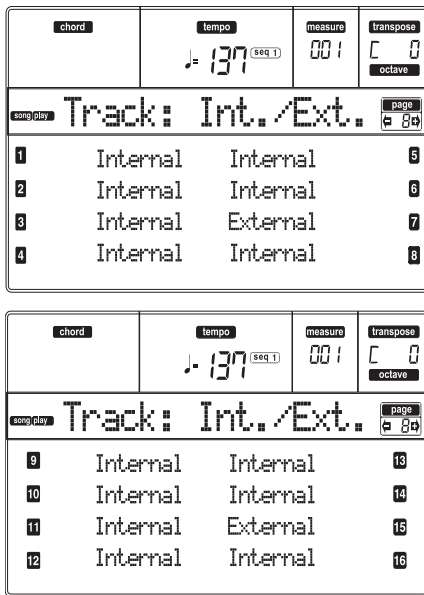 chord tempo measure transpose
♩= 137 seq 1 001 C 0
octave
song play Track: Int./Ext. page 8
1 Internal Internal 5
2 Internal Internal 6
3 Internal External 7
4 Internal Internal 8
chord tempo measure transpose
♩= 137 seq 1 001 C 0
octave
song play Track: Int./Ext. page 8
9 Internal Internal 13
10 Internal Internal 14
11 Internal External 15
12 Internal Internal 16